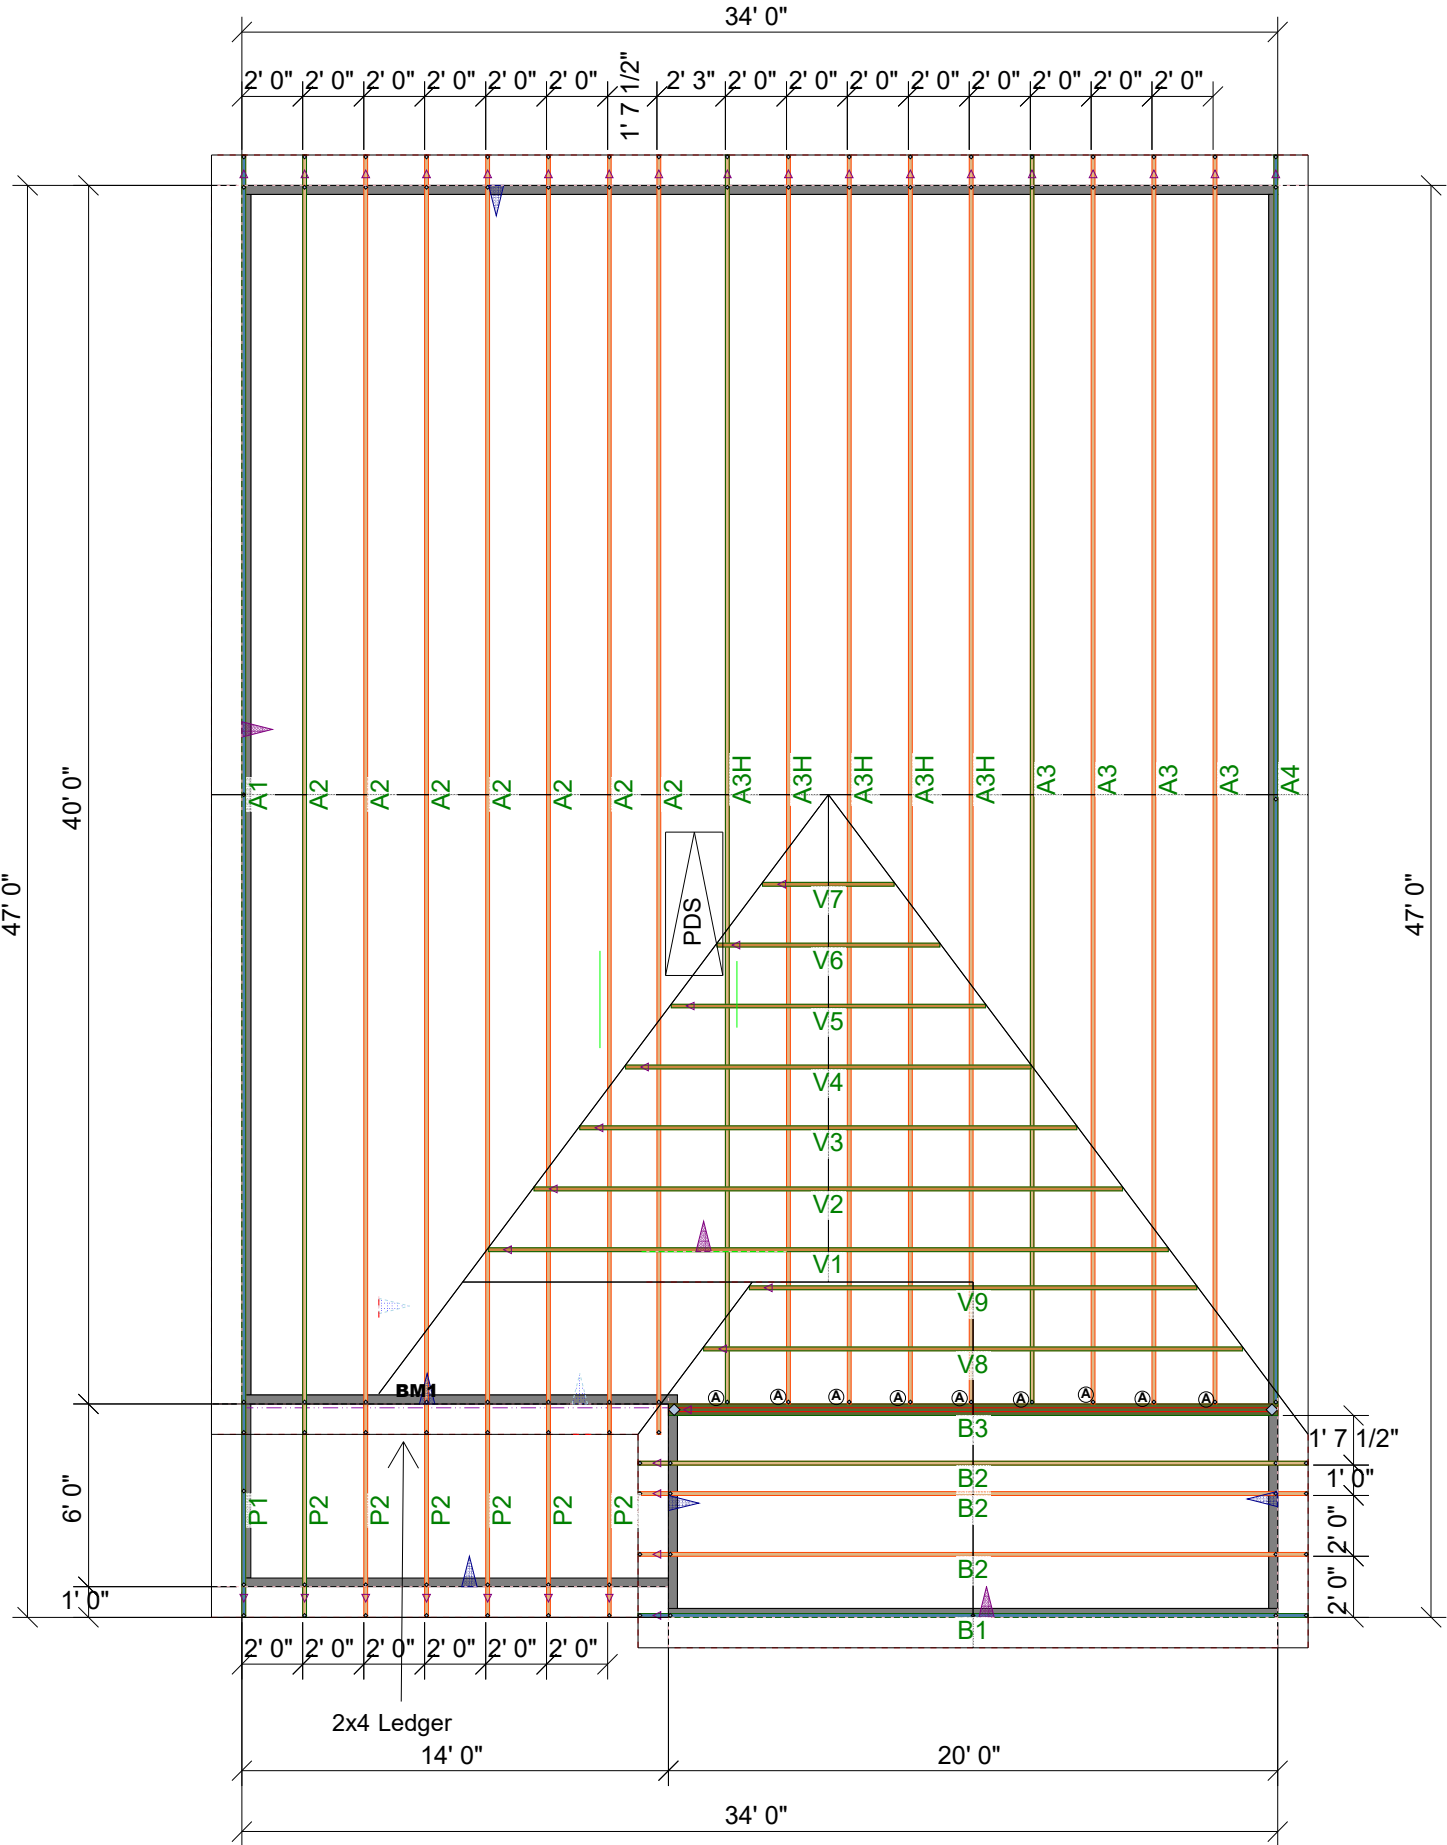 34' 0"
2' 0" 2' 0" 2' 0" 2' 0" 2' 0" 2' 0" 1' 7 1/2" 2' 3" 2' 0" 2' 0" 2' 0" 2' 0" 2' 0" 2' 0" 2' 0" 2' 0"
47' 0"
40' 0"
A1 A2 A2 A2 A2 A2 A2 A2 A3H A3H A3H A3H A3H A3 A3 A3 A3 A4
47' 0"
PDS
V7
V6
V5
V4
V3
V2
V1
V9
V8
BM1
A A A A A A A A A
B3
1' 7 1/2"
B2
1' 0"
B2
6' 0"
P1 P2 P2 P2 P2 P2 P2
2' 0"
B2
2' 0"
1' 0"
B1
2' 0" 2' 0" 2' 0" 2' 0" 2' 0" 2' 0"
2x4 Ledger
14' 0" 20' 0"
34' 0"